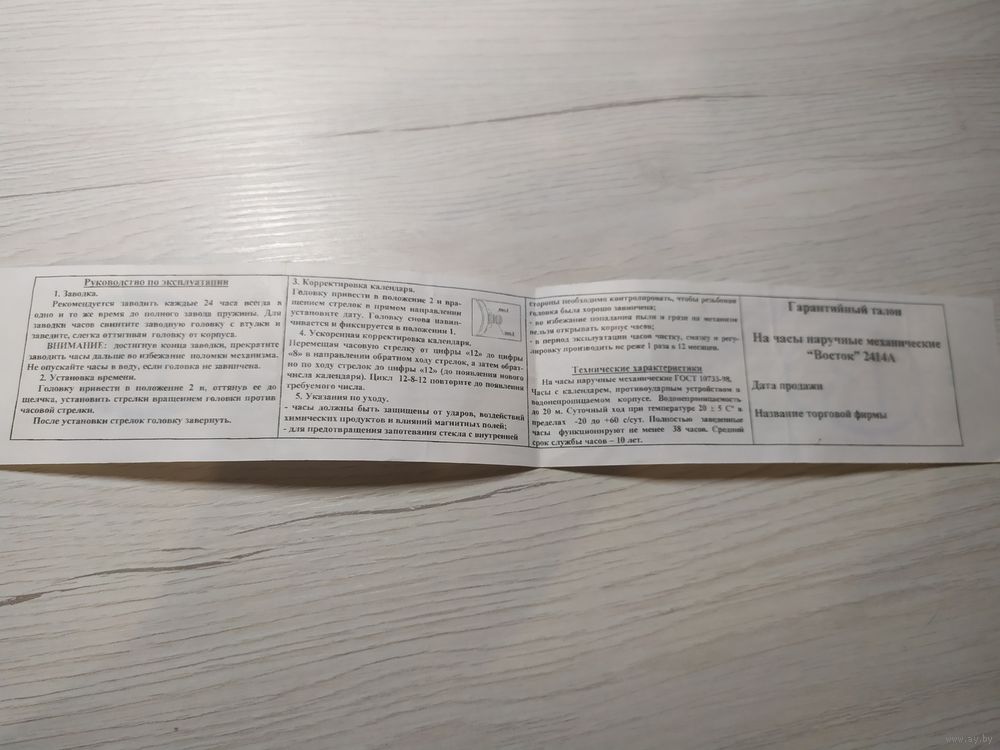 Руководство по эксплуатации
1. Заводка.
Рекомендуется заводить каждые 24 часа всегда в
одно и то же время до полного завода пружины. Для
заводки часов свинтите заводную головку с втулки и
заведите, слегка оттягивая головку от корпуса.
ВНИМАНИЕ: достигнув конца заводки, прекратите
заводить часы дальше во избежание поломки механизма.
Не опускайте часы в воду, если головка не завинчена.
2. Установка времени.
Головку привести в положение 2 и, оттянув ее до
щелчка, установить стрелки вращением головки против
часовой стрелки.
После установки стрелок головку завернуть.
3. Корректировка календаря.
Головку привести в положение 2 и вра-
щением стрелок в прямом направлении
установите дату. Головку снова навин-
чивается и фиксируется в положении 1.
4. Ускоренная корректировка календаря.
Перемещая часовую стрелку от цифры «12» до цифры
«8» в направлении обратном ходу стрелок, а затем обрат-
но по ходу стрелок до цифры «12» (до появления нового
числа календаря). Цикл 12-8-12 повторите до появления
требуемого числа.
5. Указания по уходу.
- часы должны быть защищены от ударов, воздействий
химических продуктов и влияний магнитных полей;
- для предотвращения запотевания стекла с внутренней
стороны необходимо контролировать, чтобы резьбовая
головка была хорошо завинчена;
- во избежание попадания пыли и грязи на механизм
нельзя открывать корпус часов;
- в период эксплуатации часов чистку, смазку и регу-
лировку производить не реже 1 раза в 12 месяцев.
Технические характеристики
На часы наручные механические ГОСТ 10733-98.
Часы с календарем, противоударным устройством в
водонепроницаемом корпусе. Водонепроницаемость
до 20 м. Суточный ход при температуре 20 ± 5 С° в
пределах -20 до +60 с/сут. Полностью заведенные
часы функционируют не менее 38 часов. Средний
срок службы часов – 10 лет.
Гарантийный талон
На часы наручные механические
“Восток” 2414А
Дата продажи
Название торговой фирмы
www.ay.by